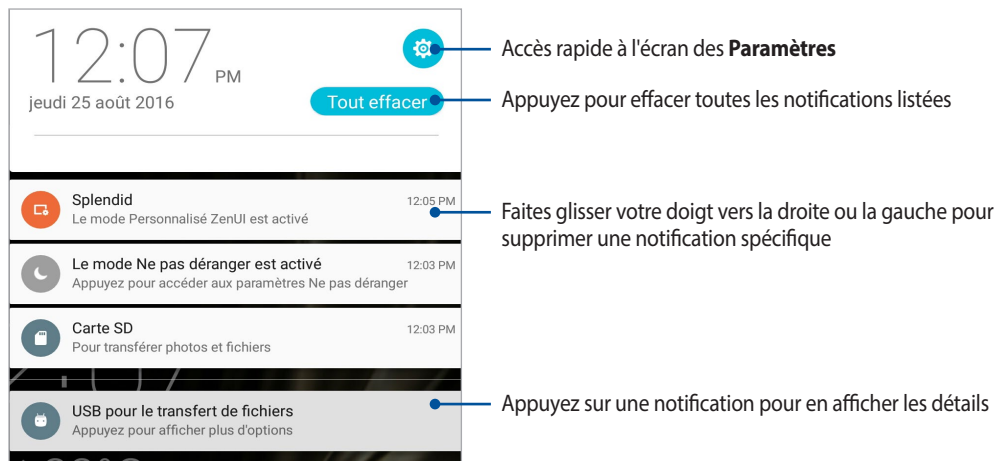 12:07 PM
jeudi 25 août 2016
Tout effacer
Accès rapide à l'écran des Paramètres
Appuyez pour effacer toutes les notifications listées
Splendid
12:05 PM
Le mode Personnalisé ZenUI est activé
Faites glisser votre doigt vers la droite ou la gauche pour
supprimer une notification spécifique
Le mode Ne pas déranger est activé
12:03 PM
Appuyez pour accéder aux paramètres Ne pas déranger
Carte SD
12:03 PM
Pour transférer photos et fichiers
USB pour le transfert de fichiers
Appuyez pour afficher plus d'options
Appuyez sur une notification pour en afficher les détails